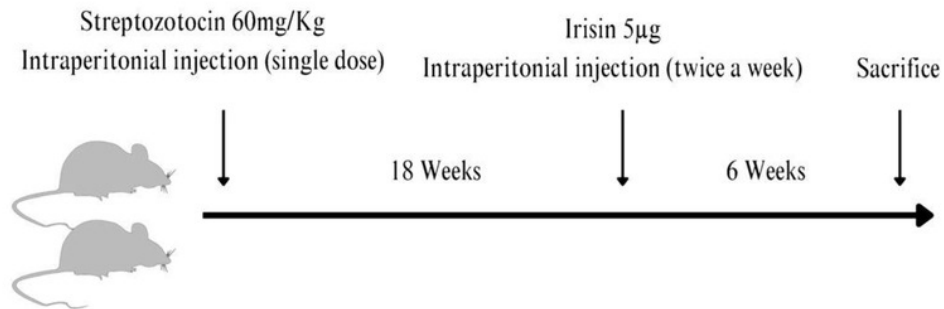 Streptozotocin 60mg/Kg
Intraperitonial injection (single dose)
Irisin 5µg
Intraperitonial injection (twice a week)
Sacrifice
18 Weeks
6 Weeks